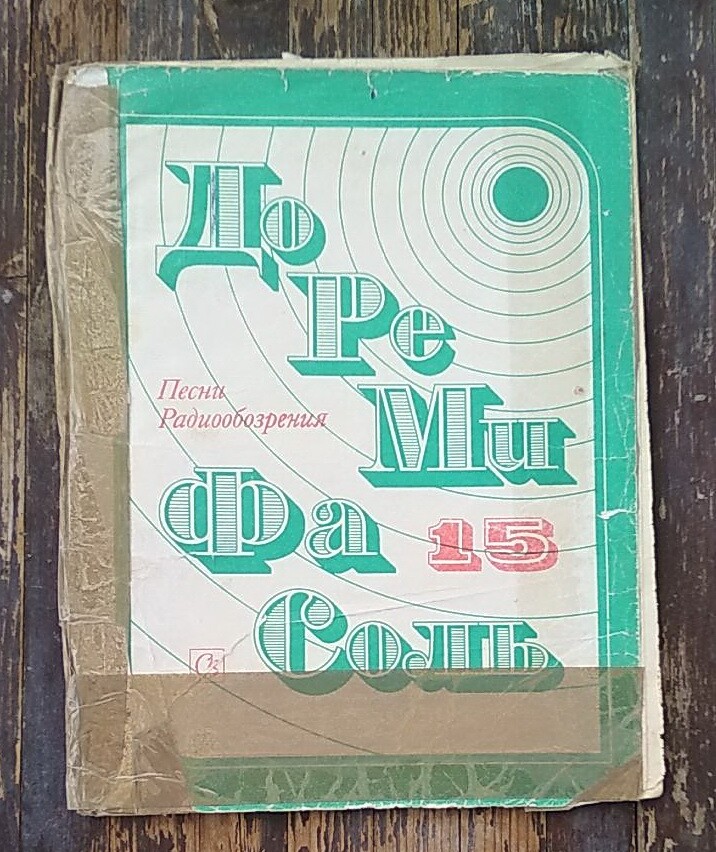 До
Ре
Песни
Радиообозрения
Ми
Фа
15
Соль